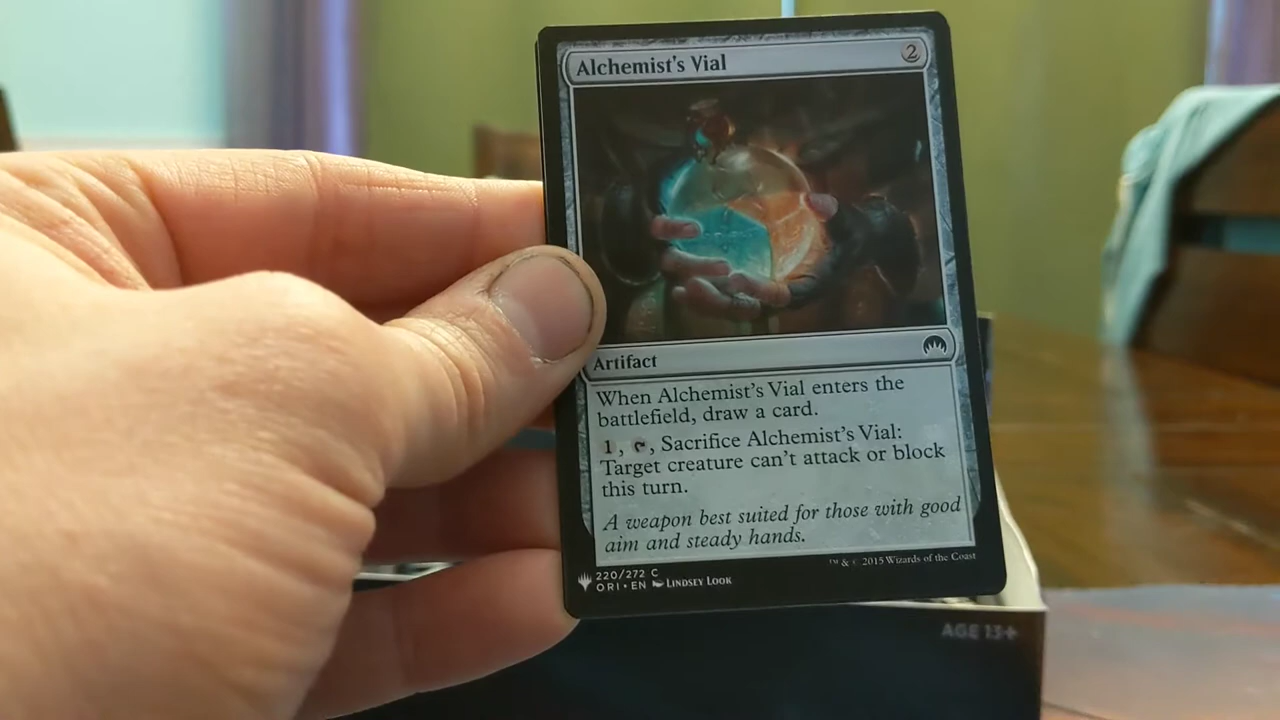 Alchemist's Vial 2
Artifact
When Alchemist's Vial enters the
battlefield, draw a card.
1, , Sacrifice Alchemist's Vial:
Target creature can't attack or block
this turn.
A weapon best suited for those with good
aim and steady hands.
220/272 C
ORI • EN LINDSEY LOOK
™ & © 2015 Wizards of the Coast
AGE 13+